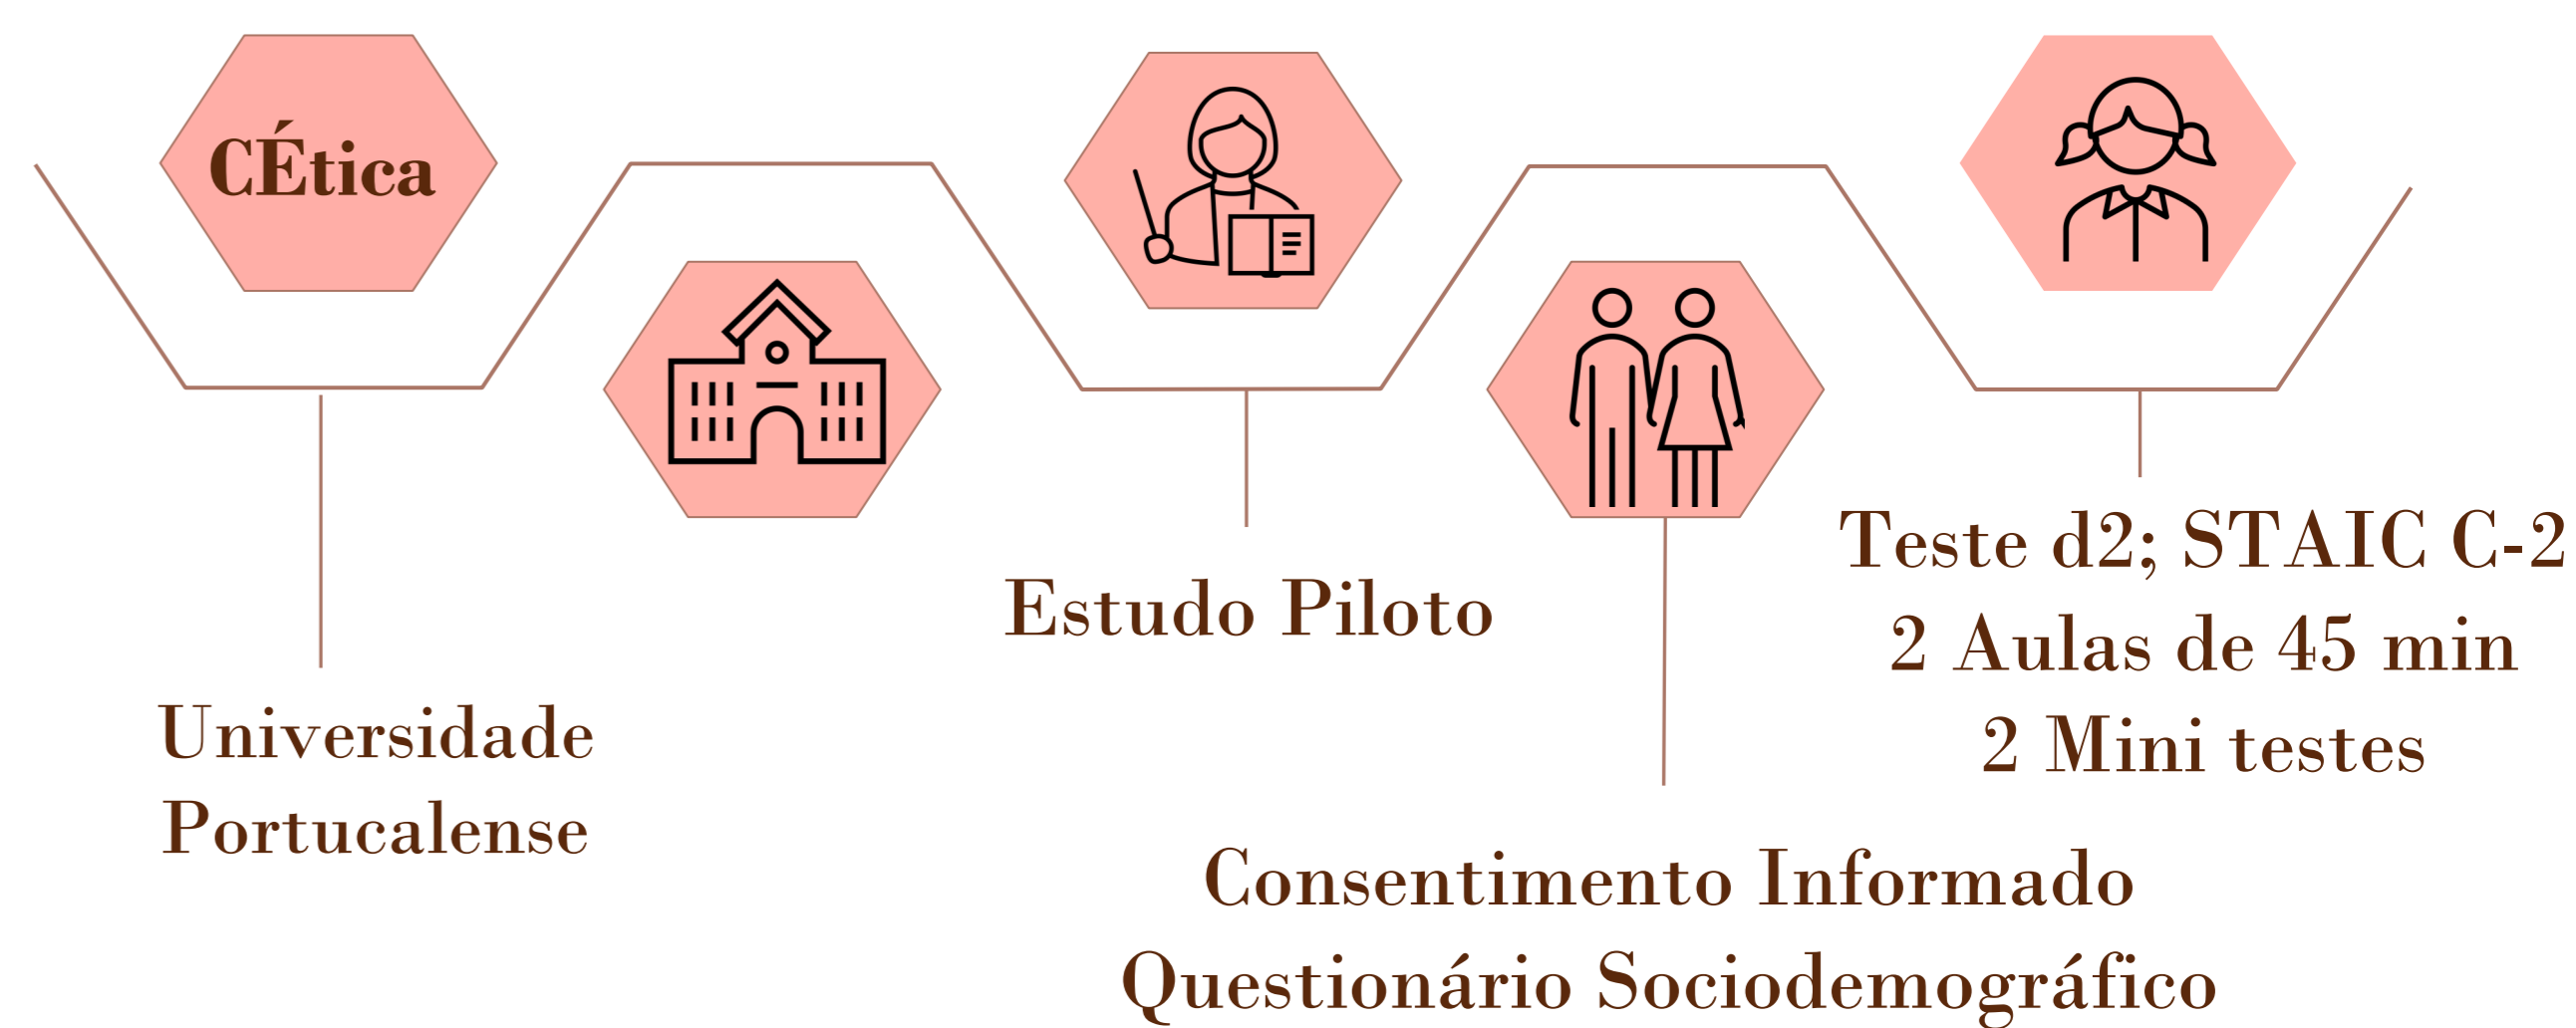 CÉtica
Universidade
Portucalense
Estudo Piloto
Consentimento Informado
Questionário Sociodemográfico
Teste d2; STAIC C-2
2 Aulas de 45 min
2 Mini testes